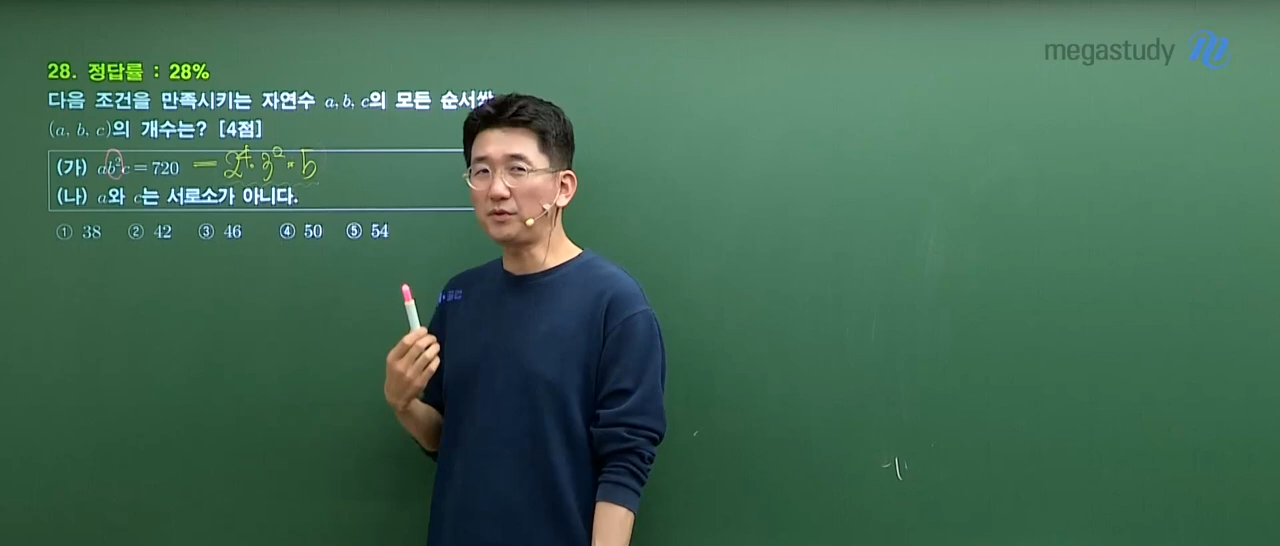 megastudy
28. 정답률 : 28%
다음 조건을 만족시키는 자연수 a, b, c의 모든 순서쌍
(a, b, c)의 개수는? [4점]
(가) ab²c = 720 = 2⁴·3²·5
(나) a와 c는 서로소가 아니다.
① 38 ② 42 ③ 46 ④ 50 ⑤ 54